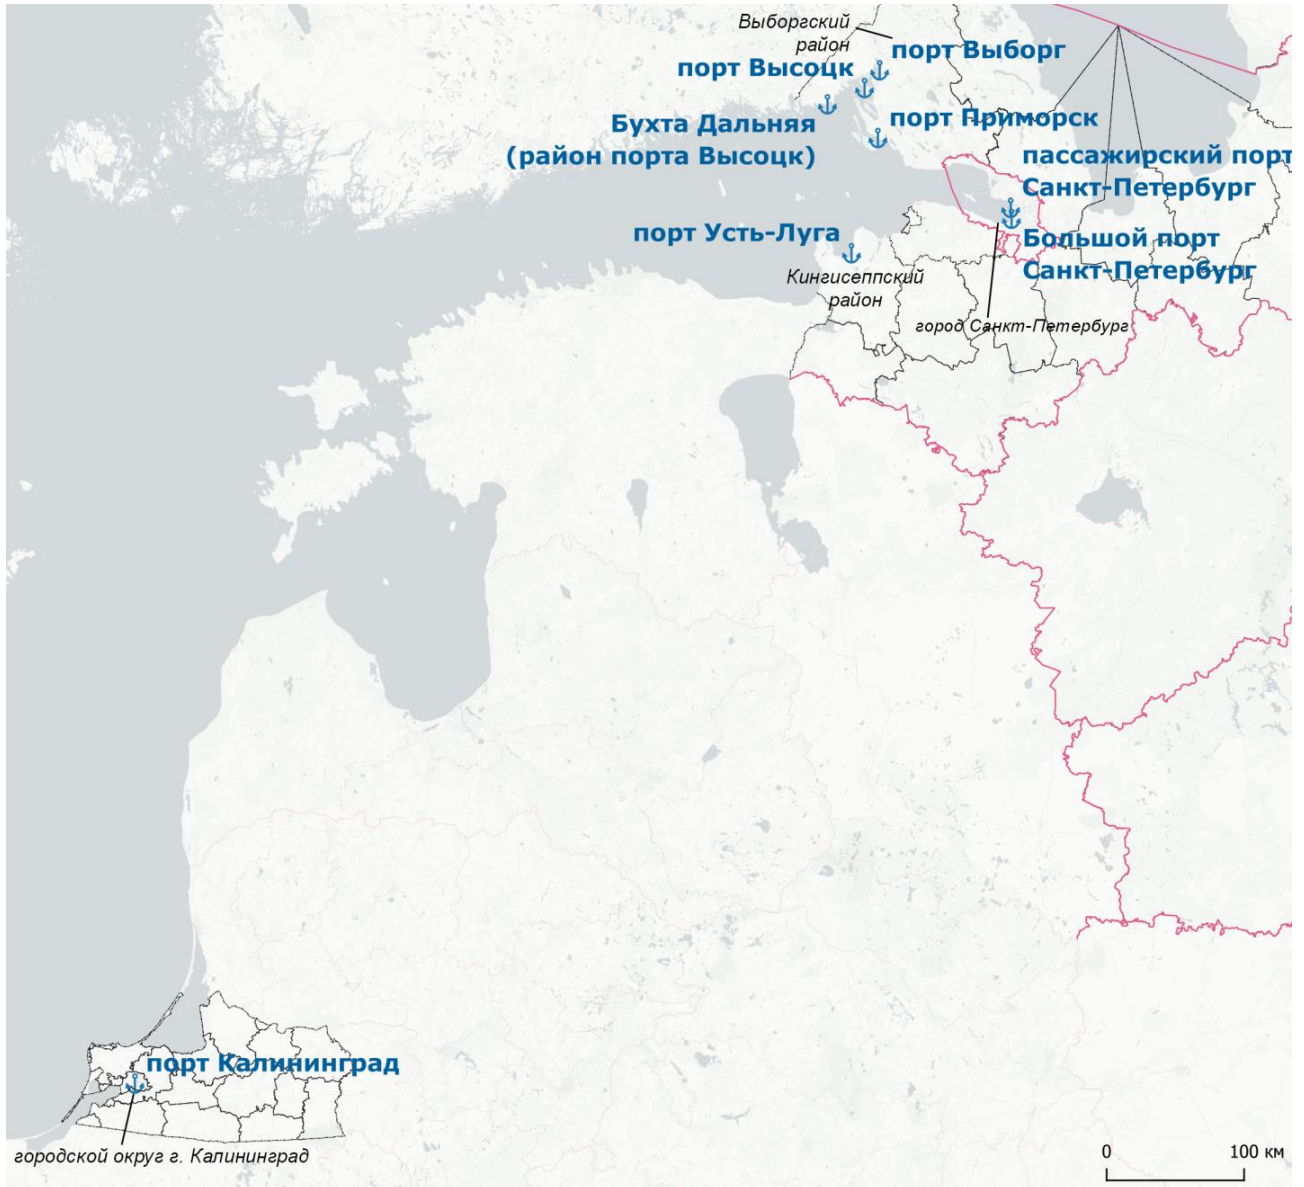 Выборгский
район
порт Выборг
порт Высоцк
Бухта Дальняя
(район порта Высоцк)
порт Приморск
пассажирский порт
Санкт-Петербург
порт Усть-Луга
Большой порт
Санкт-Петербург
Кингисеппский
район
город Санкт-Петербург
порт Калининград
городской округ г. Калининград
0 100 км